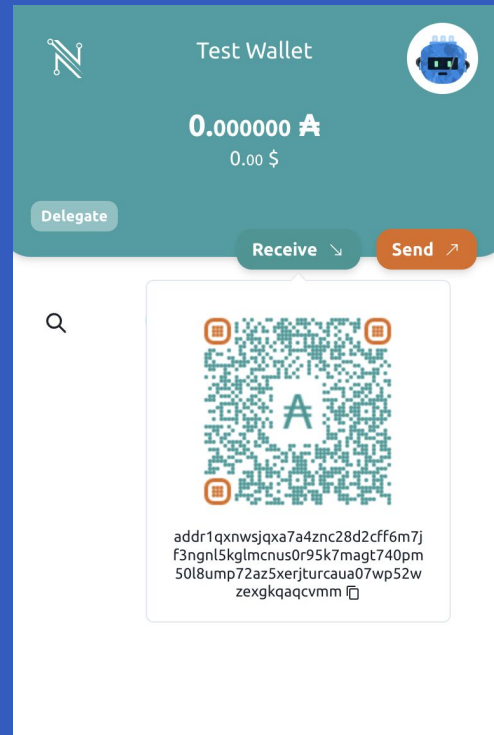 Test Wallet
0.000000 ₳
0.00 $
Delegate
Receive ↘
Send ↗
₳
addr1qxnwsjqxa7a4znc28d2cff6m7j
f3ngnl5kglmcnus0r95k7magt740pm
50l8ump72az5xerjturcaua07wp52w
zexgkqaqcvmm